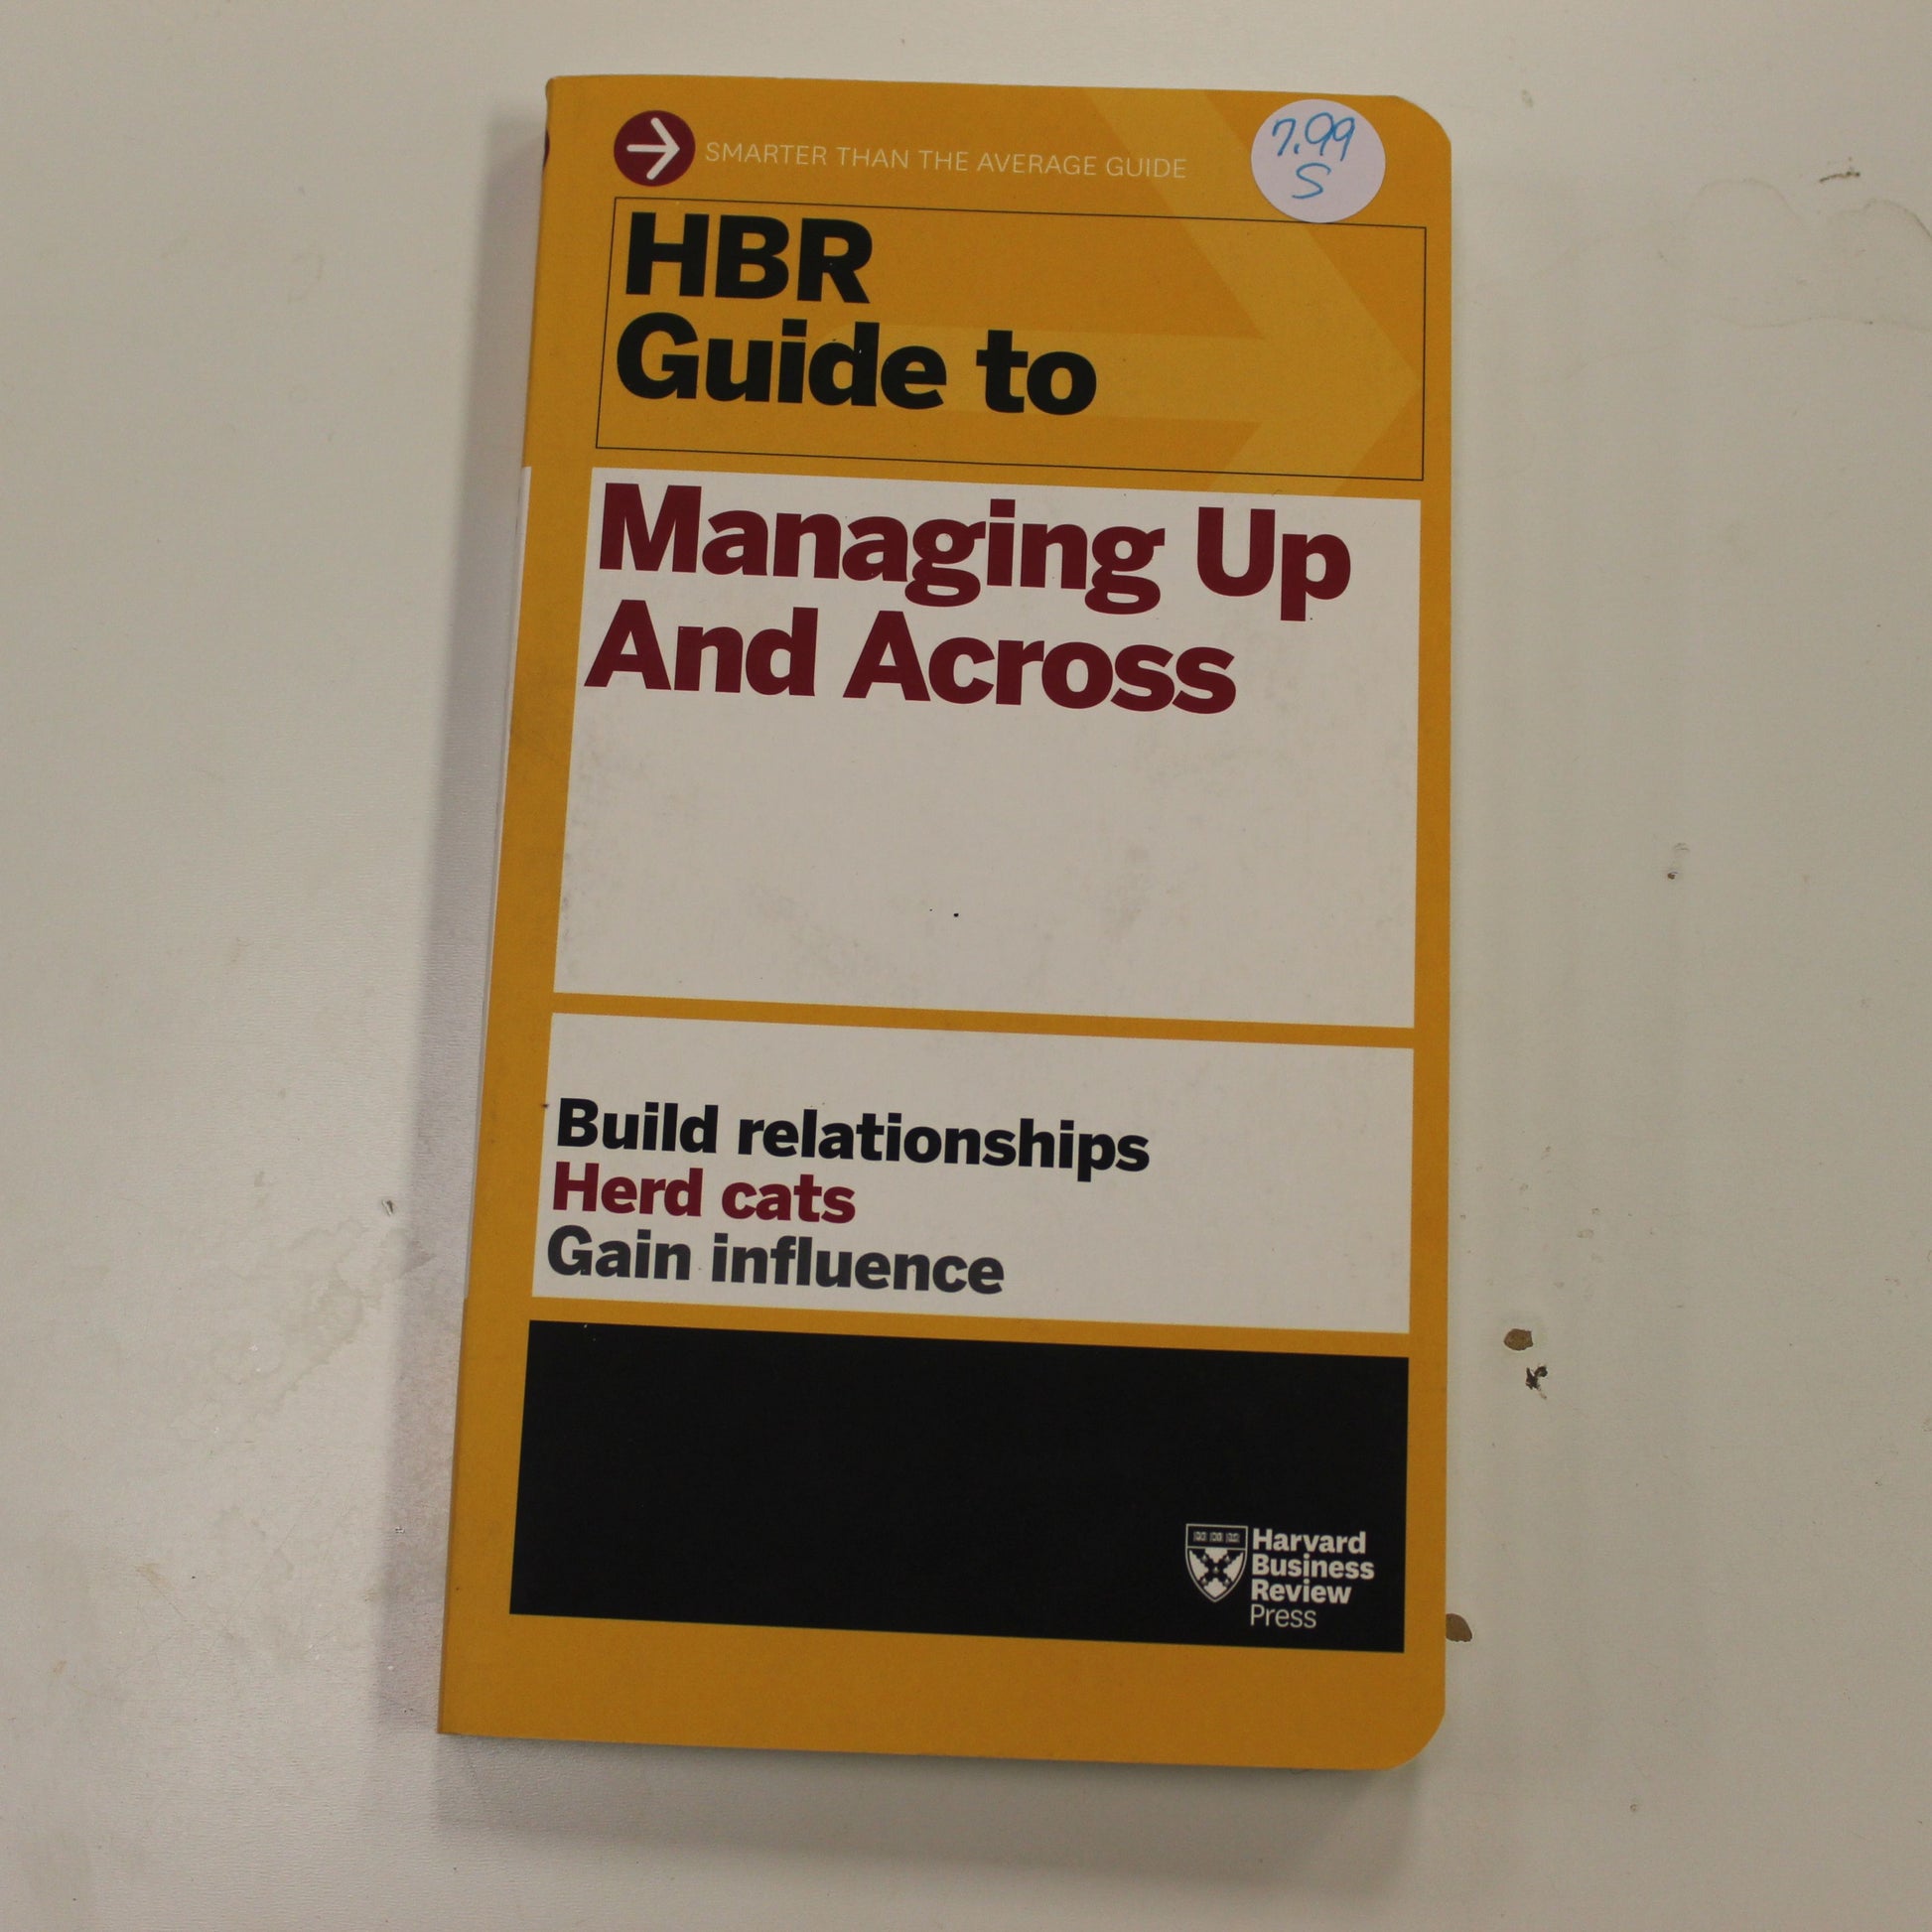 SMARTER THAN THE AVERAGE GUIDE
7.99
S
HBR
Guide to
Managing Up
And Across
Build relationships
Herd cats
Gain influence
Harvard
Business
Review
Press